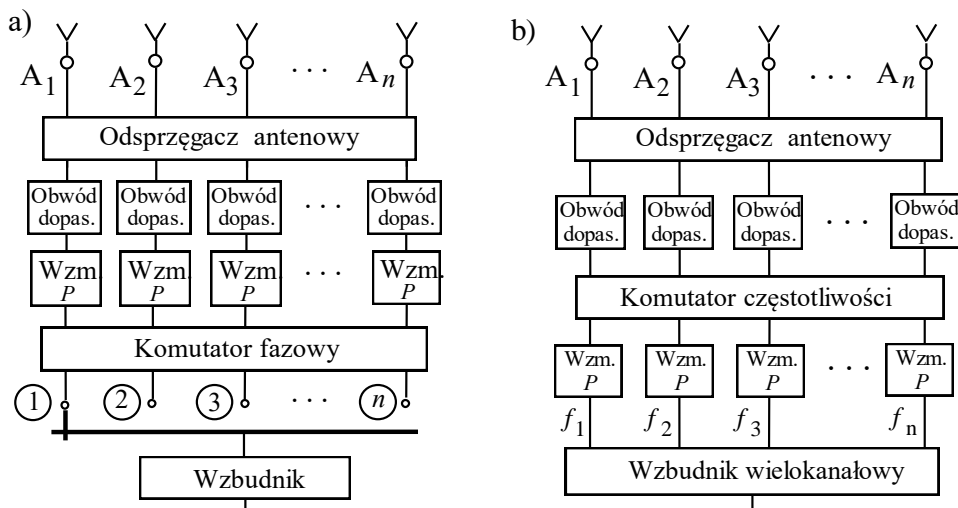 a)
A1 A2 A3 . . . An
Odsprzęgacz antenowy
Obwód dopas. Obwód dopas. Obwód dopas. . . . Obwód dopas.
Wzm. P Wzm. P Wzm. P . . . Wzm. P
Komutator fazowy
1 2 3 . . . n
Wzbudnik
b)
A1 A2 A3 . . . An
Odsprzęgacz antenowy
Obwód dopas. Obwód dopas. Obwód dopas. . . . Obwód dopas.
Komutator częstotliwości
Wzm. P Wzm. P Wzm. P . . . Wzm. P
f1 f2 f3 fn
Wzbudnik wielokanałowy